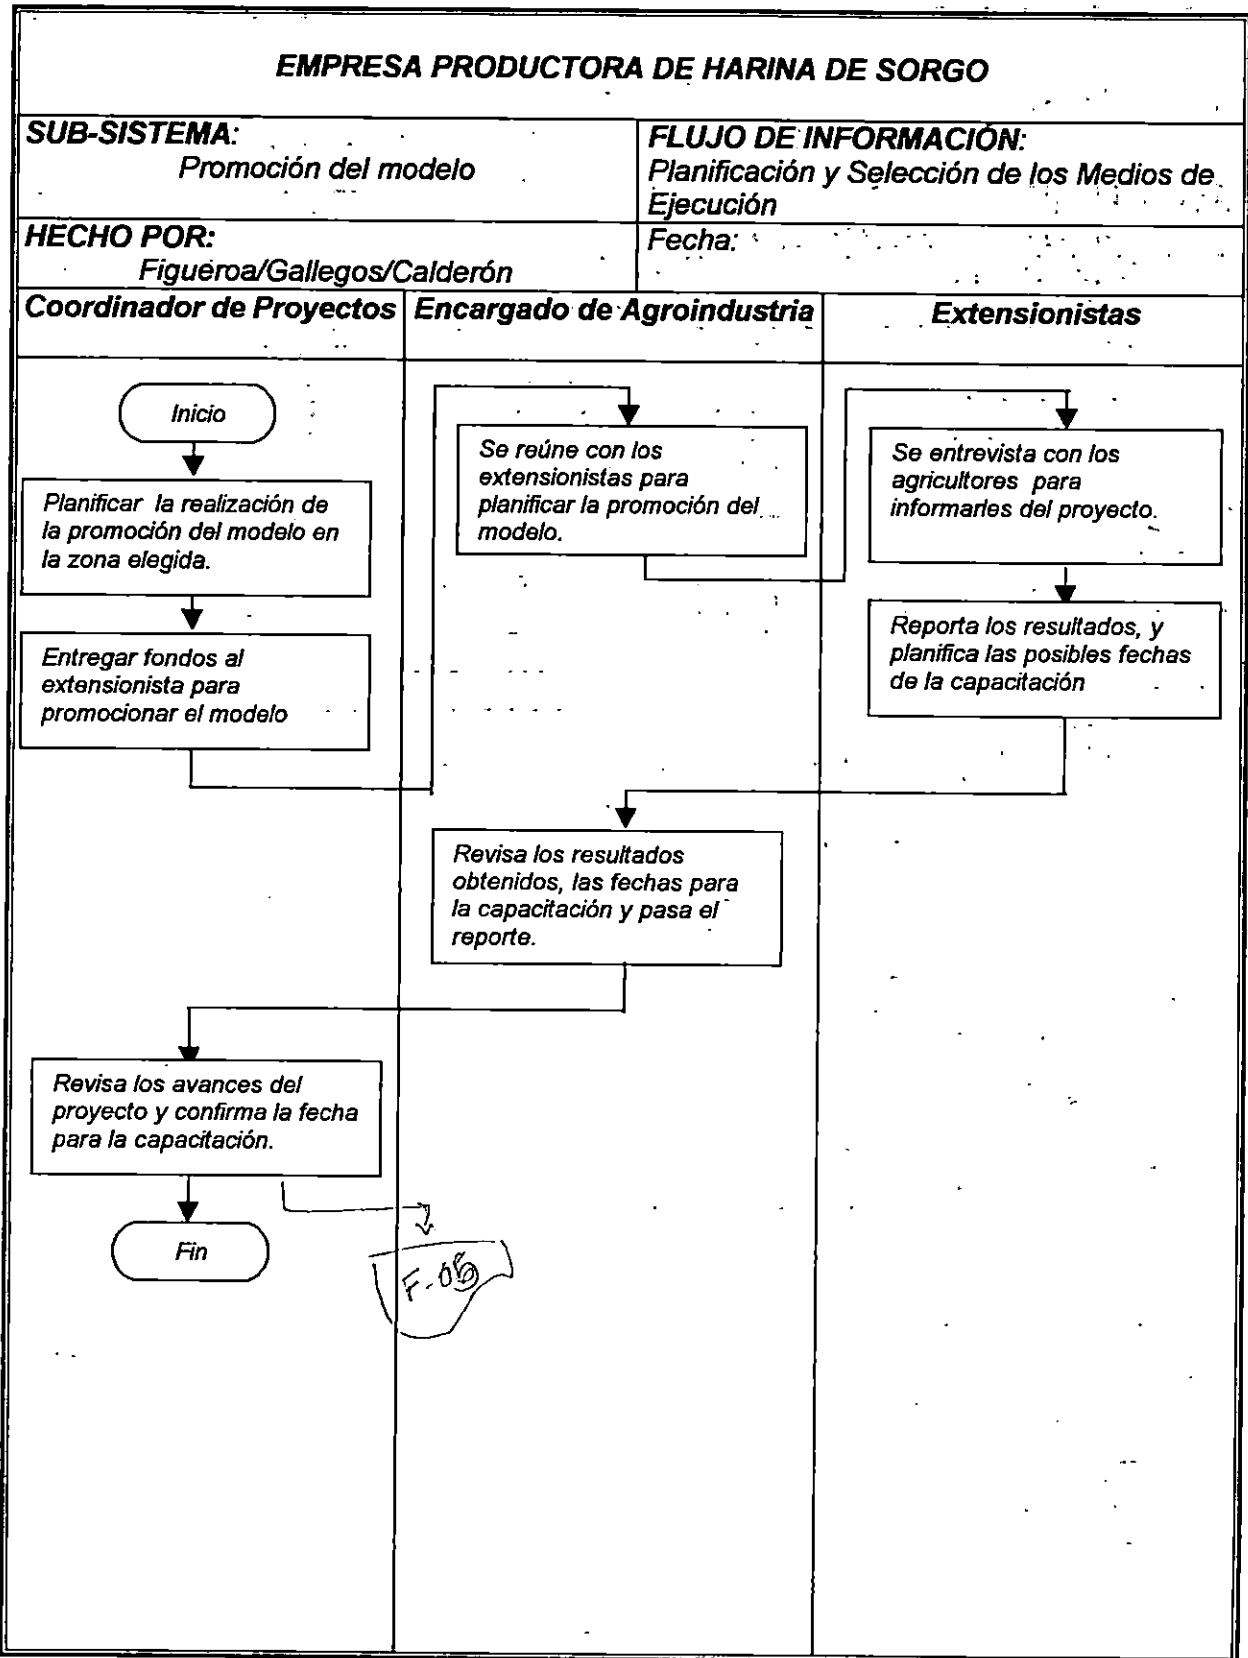 EMPRESA PRODUCTORA DE HARINA DE SORGO
SUB-SISTEMA:
Promoción del modelo
FLUJO DE INFORMACIÓN:
Planificación y Selección de los Medios de
Ejecución
HECHO POR:
Figueroa/Gallegos/Calderón
Fecha:
Coordinador de Proyectos
Encargado de Agroindustria
Extensionistas
Inicio
Planificar la realización de
la promoción del modelo en
la zona elegida.
Entregar fondos al
extensionista para
promocionar el modelo
Se reúne con los
extensionistas para
planificar la promoción del
modelo.
Se entrevista con los
agricultores para
informarles del proyecto.
Reporta los resultados, y
planifica las posibles fechas
de la capacitación
Revisa los resultados
obtenidos, las fechas para
la capacitación y pasa el
reporte.
Revisa los avances del
proyecto y confirma la fecha
para la capacitación.
Fin